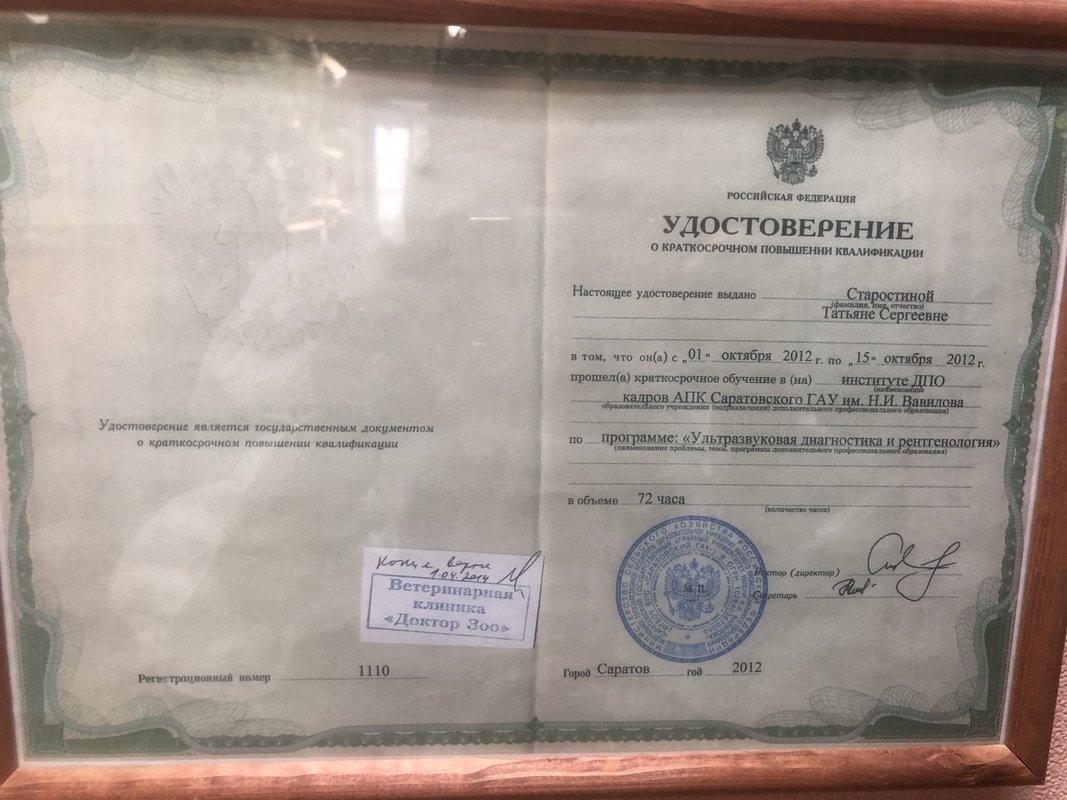 Удостоверение является государственным документом
о краткосрочном повышении квалификации
копия верна
1.04.2014
Ветеринарная
клиника
«Доктор Зоо»
Регистрационный номер 1110
РОССИЙСКАЯ ФЕДЕРАЦИЯ
УДОСТОВЕРЕНИЕ
О КРАТКОСРОЧНОМ ПОВЫШЕНИИ КВАЛИФИКАЦИИ
Настоящее удостоверение выдано Старостиной
(фамилия, имя, отчество)
Татьяне Сергеевне
в том, что он(а) с „01" октября 2012 г. по „15" октября 2012 г.
прошел(а) краткосрочное обучение в (на) институте ДПО
(наименование
кадров АПК Саратовского ГАУ им. Н.И. Вавилова
образовательного учреждения (подразделения) дополнительного профессионального образования)
по программе: «Ультразвуковая диагностика и рентгенология»
(наименование проблемы, темы, программы дополнительного профессионального образования)
в объеме 72 часа
(количество часов)
М.П.
Ректор (директор)
Секретарь
Город Саратов год 2012